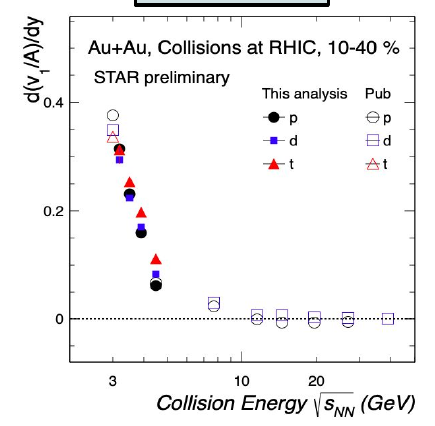 d(v₁/A)/dy
Au+Au, Collisions at RHIC, 10-40 %
STAR preliminary
This analysis Pub
p p
d d
t t
0.4
0.2
0
3 10 20
Collision Energy √s_NN (GeV)